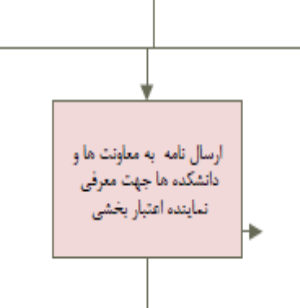 ارسال نامه به معاونت ها و
دانشکده ها جهت معرفی
نماینده اعتبار بخشی